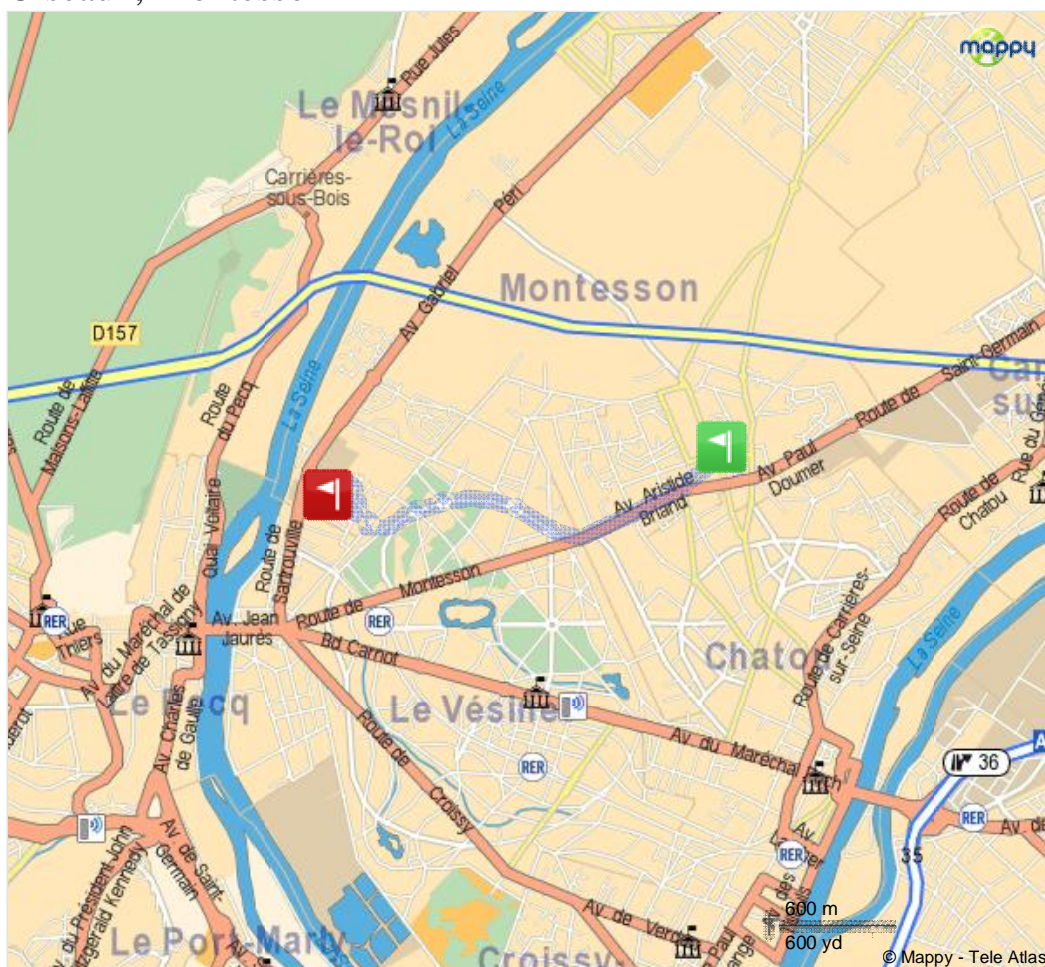 mappy
Rue Jules
Le Mesnil
le-Roi
La Seine
Carrières-
sous-Bois
Péri
Av. Gabriel
Montesson
D157
Route de
Maisons-Laffitte
Route
du Pecq
La Seine
Saint-Germain
Route de
Av. Paul
Doumer
Av. Aristide
Briand
Rue du
Route de
Chatou
Quai Voltaire
Route de
Sartrouville
Route de
Montesson
RER
Av. Jean
Jaurès
RER
Rue
Thiers
Av. du Maréchal de
Lattre de Tassigny
Bd Carnot
Chatou
Route de Carrières-
sur-Seine
La Seine
Le Pecq
Le Vésinet
Av. Charles
de Gaulle
Route de
Croissy
RER
Av. du Maréchal
36
RER
Av. de
35
RER
Av. de Saint-
Germain
du Président John
Fitzgerald Kennedy
Le Port-Marly
Av. de
Croissy-
600 m
600 yd
© Mappy - Tele Atlas